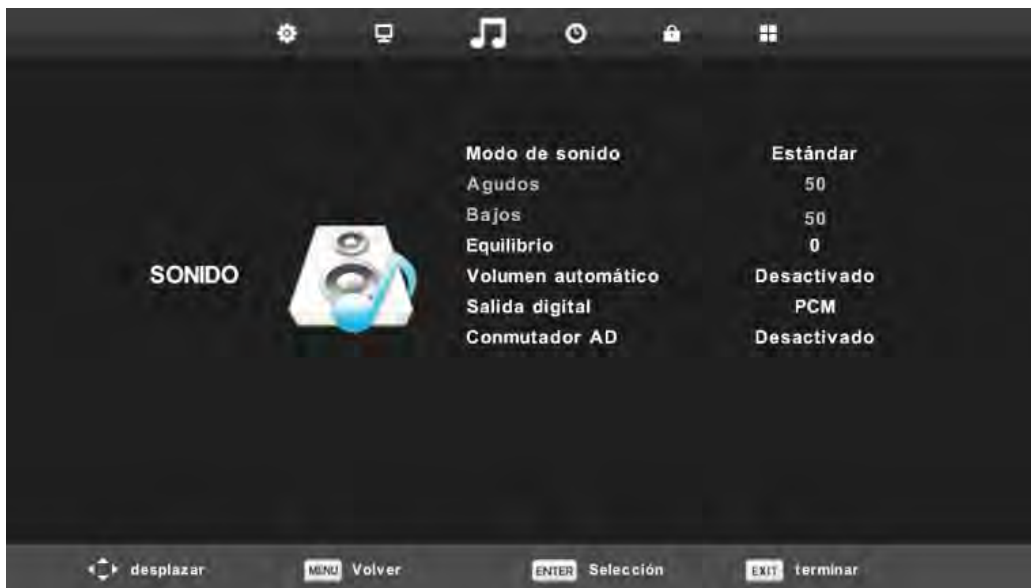 Modo de sonido Estándar
Agudos 50
Bajos 50
Equilibrio 0
SONIDO
Volumen automático Desactivado
Salida digital PCM
Conmutador AD Desactivado
desplazar MENU Volver ENTER Selección EXIT terminar